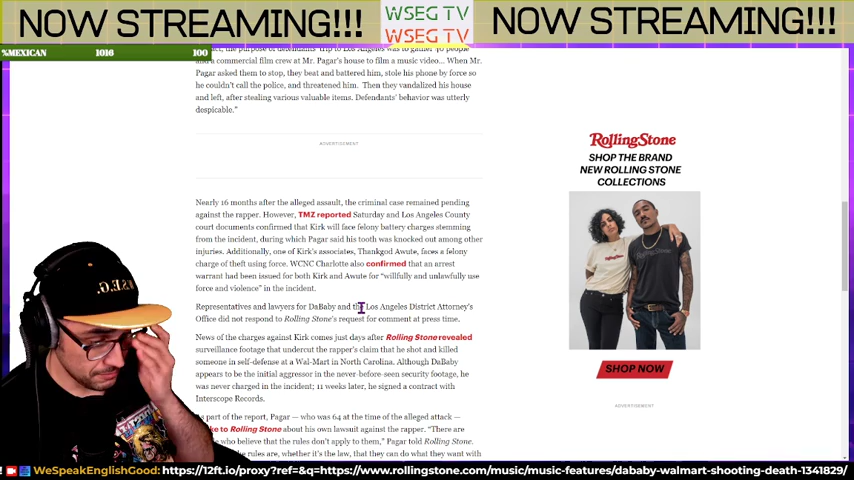 NOW STREAMING!!!
WSEG TV
WSEG TV
NOW STREAMING!!!
%MEXICAN 1016 100
the purpose of defendants' trip to Los Angeles was to gather 40 people
and a commercial film crew at Mr. Pagar's house to film a music video... When Mr.
Pagar asked them to stop, they beat and battered him, stole his phone by force so
he couldn't call the police, and threatened him. Then they vandalized his house
and left, after stealing various valuable items. Defendants' behavior was utterly
despicable."
ADVERTISEMENT
Nearly 16 months after the alleged assault, the criminal case remained pending
against the rapper. However, TMZ reported Saturday and Los Angeles County
court documents confirmed that Kirk will face felony battery charges stemming
from the incident, during which Pagar said his tooth was knocked out among other
injuries. Additionally, one of Kirk's associates, Thankgod Awute, faces a felony
charge of theft using force. WCNC Charlotte also confirmed that an arrest
warrant had been issued for both Kirk and Awute for "willfully and unlawfully use
force and violence" in the incident.
Representatives and lawyers for DaBaby and the Los Angeles District Attorney's
Office did not respond to Rolling Stone's request for comment at press time.
News of the charges against Kirk comes just days after Rolling Stone revealed
surveillance footage that undercut the rapper's claim that he shot and killed
someone in self-defense at a Wal-Mart in North Carolina. Although DaBaby
appears to be the initial aggressor in the never-before-seen security footage, he
was never charged in the incident; 11 weeks later, he signed a contract with
Interscope Records.
As part of the report, Pagar — who was 64 at the time of the alleged attack —
to Rolling Stone about his own lawsuit against the rapper. "There are
who believe that the rules don't apply to them," Pagar told Rolling Stone.
rules are, whether it's the law, that they can do what they want with
RollingStone
SHOP THE BRAND
NEW ROLLING STONE
COLLECTIONS
SHOP NOW
ADVERTISEMENT
W.S.E.G.
WeSpeakEnglishGood: https://12ft.io/proxy?ref=&q=https://www.rollingstone.com/music/music-features/dababy-walmart-shooting-death-1341829/